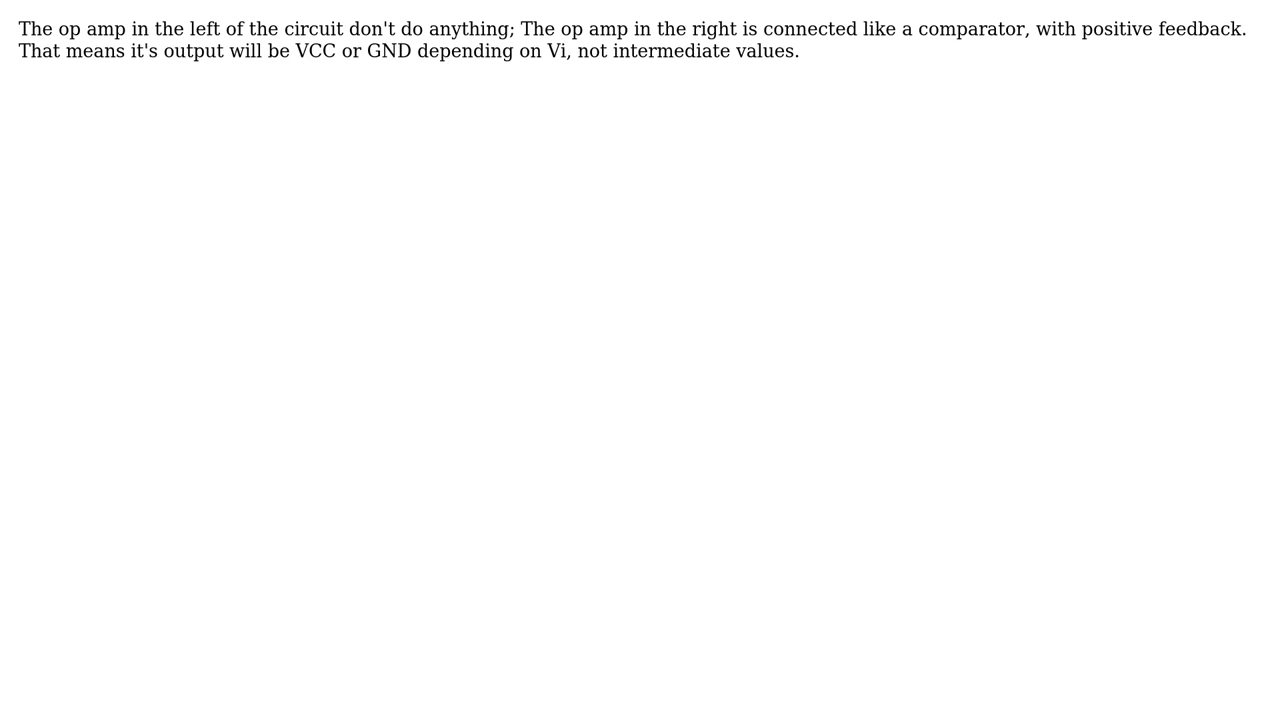 The op amp in the left of the circuit don't do anything; The op amp in the right is connected like a comparator, with positive feedback.
That means it's output will be VCC or GND depending on Vi, not intermediate values.